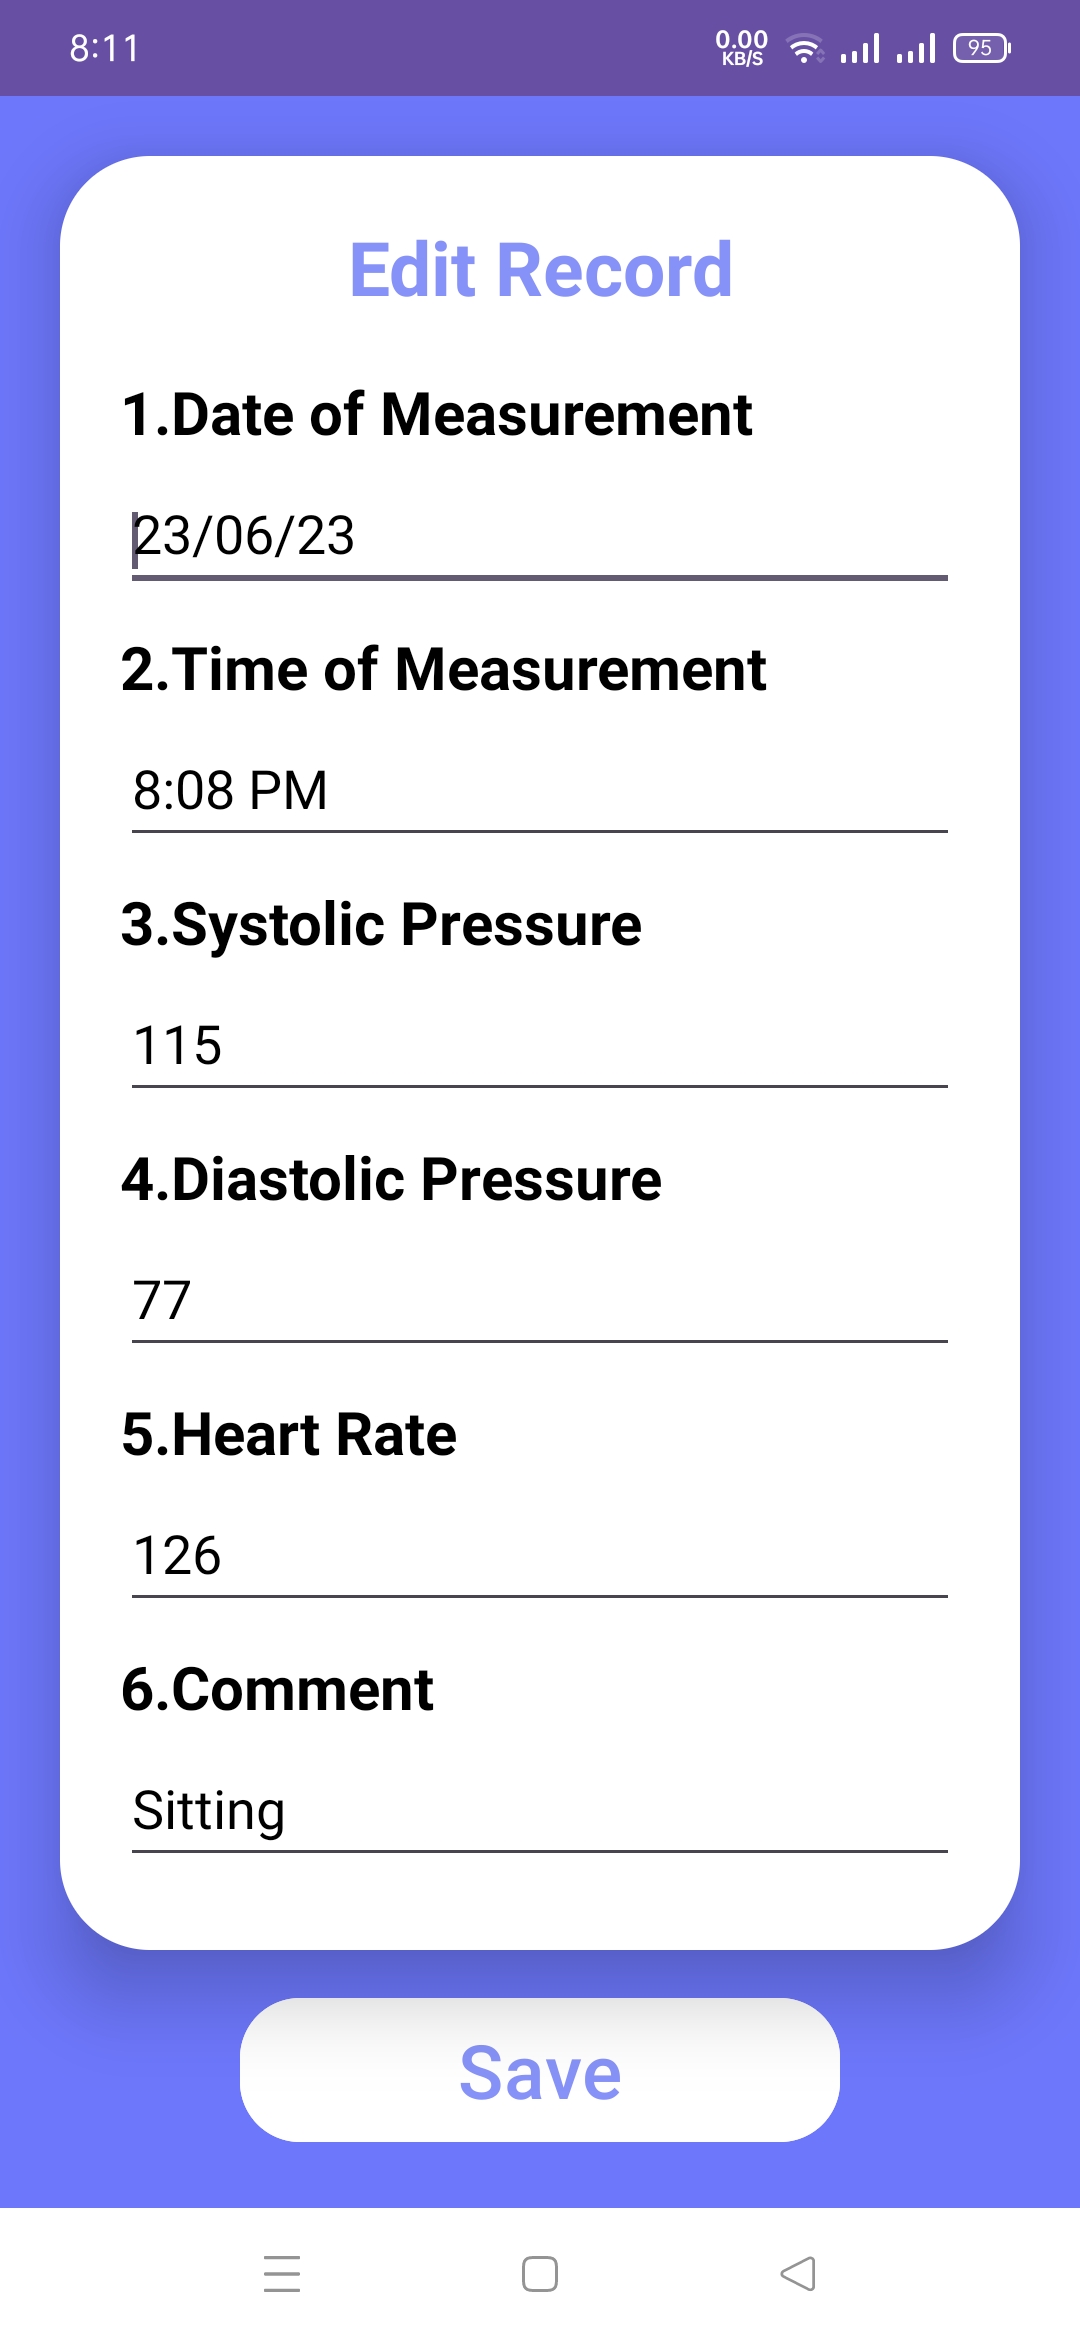 8:11
0.00
KB/S
95
Edit Record
1.Date of Measurement
23/06/23
2.Time of Measurement
8:08 PM
3.Systolic Pressure
115
4.Diastolic Pressure
77
5.Heart Rate
126
6.Comment
Sitting
Save